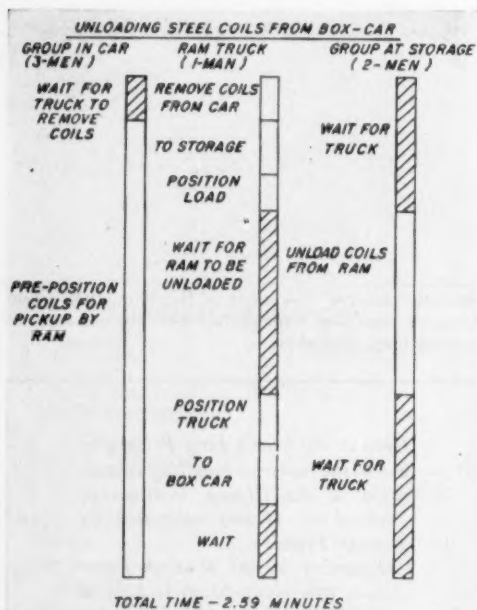 UNLOADING STEEL COILS FROM BOX-CAR
GROUP IN CAR
(3-MEN)
RAM TRUCK
(1-MAN)
GROUP AT STORAGE
(2-MEN)
WAIT FOR
TRUCK TO
REMOVE
COILS
PRE-POSITION
COILS FOR
PICKUP BY
RAM
REMOVE COILS
FROM CAR
TO STORAGE
POSITION
LOAD
WAIT FOR
RAM TO BE
UNLOADED
POSITION
TRUCK
TO
BOX CAR
WAIT
WAIT FOR
TRUCK
UNLOAD COILS
FROM RAM
WAIT FOR
TRUCK
TOTAL TIME - 2.59 MINUTES